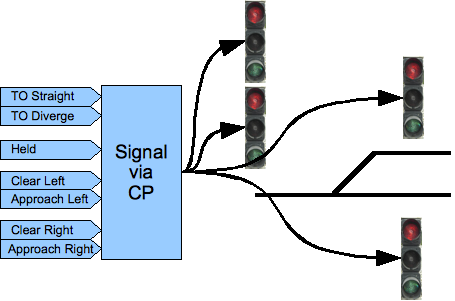 TO Straight
TO Diverge
Held
Clear Left
Approach Left
Clear Right
Approach Right
Signal
via
CP